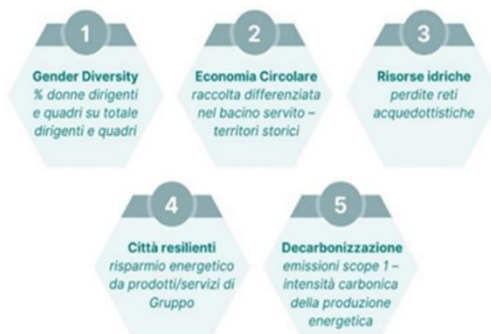 1
Gender Diversity
% donne dirigenti
e quadri su totale
dirigenti e quadri
2
Economia Circolare
raccolta differenziata
nel bacino servito –
territori storici
3
Risorse idriche
perdite reti
acquedottistiche
4
Città resilienti
risparmio energetico
da prodotti/servizi di
Gruppo
5
Decarbonizzazione
emissioni scope 1 –
intensità carbonica
della produzione
energetica